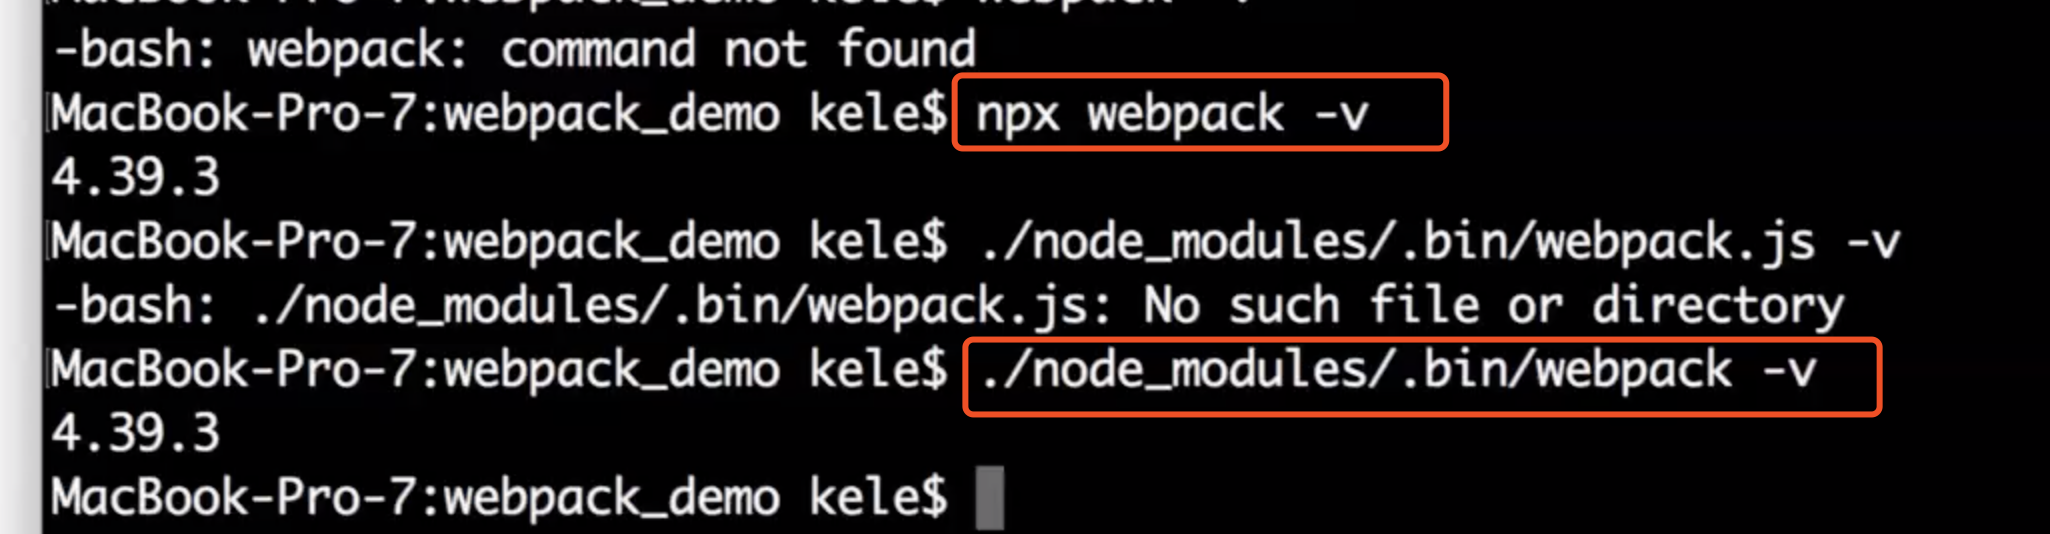 -bash: webpack: command not found
MacBook-Pro-7:webpack_demo kele$ npx webpack -v
4.39.3
MacBook-Pro-7:webpack_demo kele$ ./node_modules/.bin/webpack.js -v
-bash: ./node_modules/.bin/webpack.js: No such file or directory
MacBook-Pro-7:webpack_demo kele$ ./node_modules/.bin/webpack -v
4.39.3
MacBook-Pro-7:webpack_demo kele$